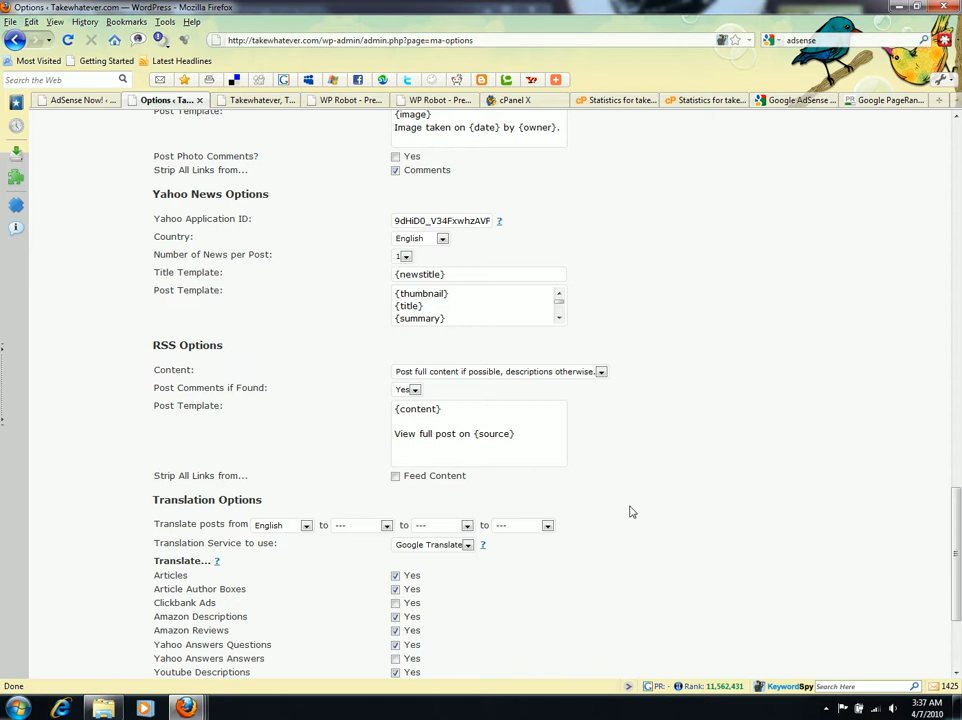 Options ‹ Takewhatever.com — WordPress - Mozilla Firefox
File Edit View History Bookmarks Tools Help
http://takewhatever.com/wp-admin/admin.php?page=ma-options
adsense
Most Visited Getting Started Latest Headlines
Search the Web
AdSense Now! ‹ ... Options ‹ Ta... Takewhatever, T... WP Robot - Pre... WP Robot - Pre... cPanel X Statistics for take... Statistics for take... Google AdSense ... Google PageRan...
Post Template: {image}
Image taken on {date} by {owner}.
Post Photo Comments? Yes
Strip All Links from... Comments
Yahoo News Options
Yahoo Application ID: 9dHiD0_V34FxwhzAVF ?
Country: English
Number of News per Post: 1
Title Template: {newstitle}
Post Template: {thumbnail}
{title}
{summary}
RSS Options
Content: Post full content if possible, descriptions otherwise.
Post Comments if Found: Yes
Post Template: {content}
View full post on {source}
Strip All Links from... Feed Content
Translation Options
Translate posts from English to --- to --- to ---
Translation Service to use: Google Translate ?
Translate... ?
Articles Yes
Article Author Boxes Yes
Clickbank Ads Yes
Amazon Descriptions Yes
Amazon Reviews Yes
Yahoo Answers Questions Yes
Yahoo Answers Answers Yes
Youtube Descriptions Yes
Done PR: - Rank: 11,562,431 KeywordSpy Search Here 1425
3:37 AM
4/7/2010